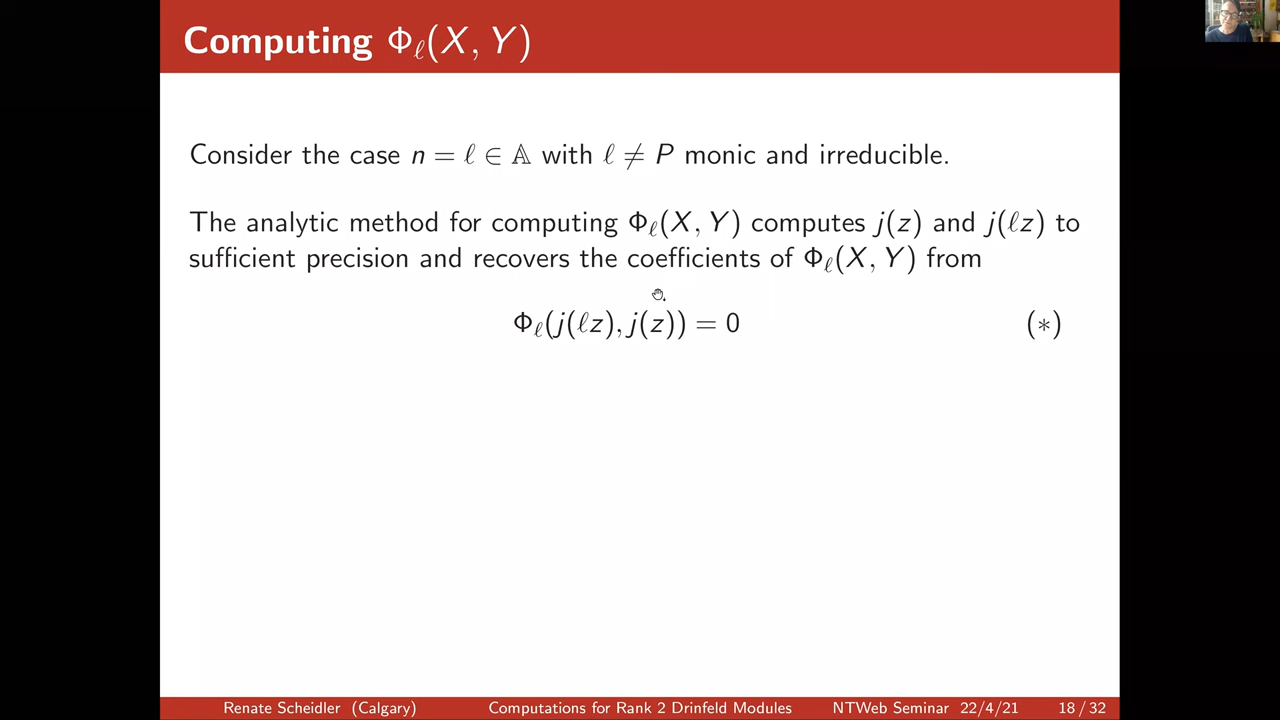 Computing Φℓ(X, Y)
Consider the case n = ℓ ∈ 𝔸 with ℓ ≠ P monic and irreducible.
The analytic method for computing Φℓ(X, Y) computes j(z) and j(ℓz) to
sufficient precision and recovers the coefficients of Φℓ(X, Y) from
Φℓ(j(ℓz), j(z)) = 0 (∗)
Renate Scheidler (Calgary) Computations for Rank 2 Drinfeld Modules NTWeb Seminar 22/4/21 18 / 32